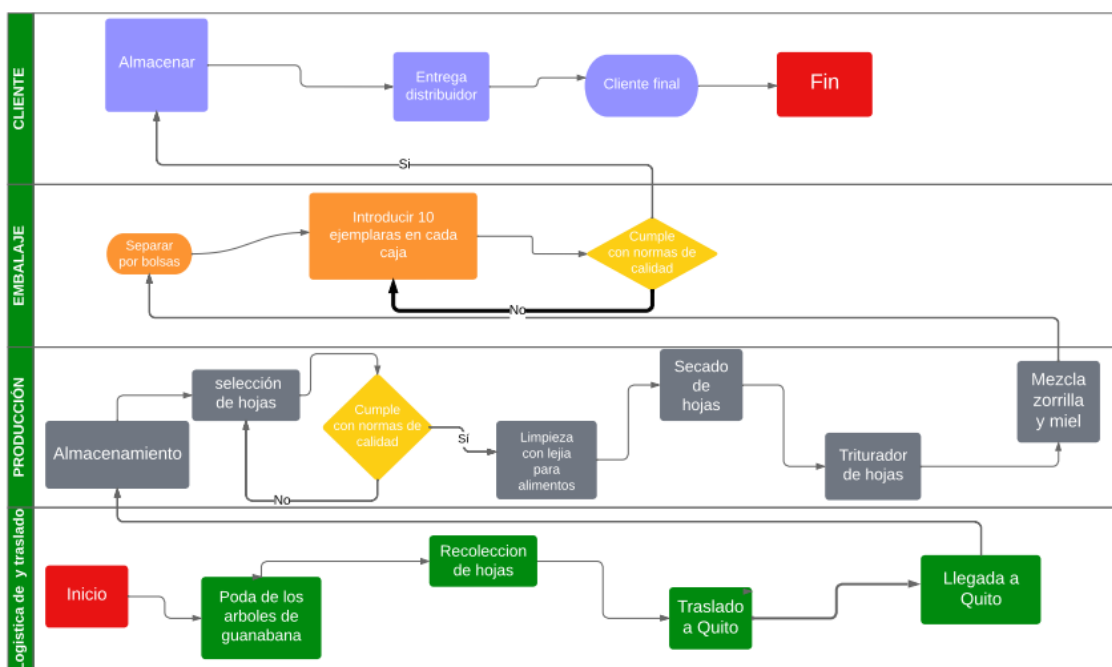 CLIENTE
Almacenar
Entrega
distribuidor
Cliente final
Fin
Si
EMBALAJE
Separar
por bolsas
Introducir 10
ejemplaras en cada
caja
Cumple
con normas de
calidad
No
PRODUCCIÓN
Almacenamiento
selección
de hojas
Cumple
con normas de
calidad
No
Sí
Limpieza
con lejia
para
alimentos
Secado
de
hojas
Triturador
de hojas
Mezcla
zorrilla
y miel
Logistica de y traslado
Inicio
Poda de los
arboles de
guanabana
Recoleccion
de hojas
Traslado
a Quito
Llegada a
Quito